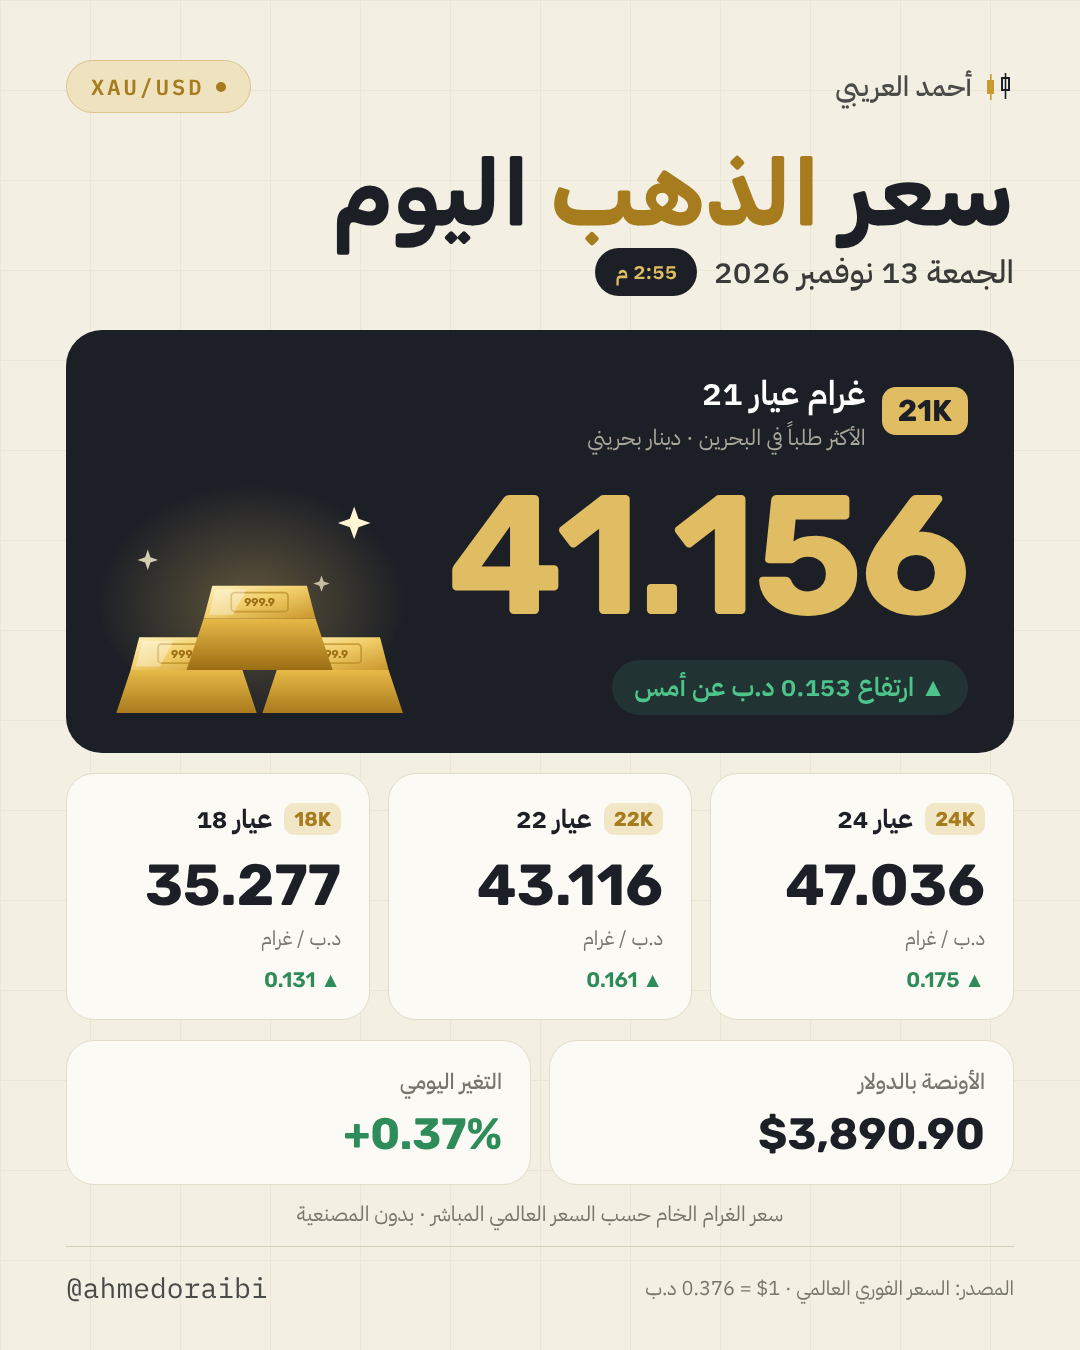 أحمد العريبي
XAU/USD
سعر الذهب اليوم
الجمعة 13 نوفمبر 2026
2:55 م
21K
غرام عيار 21
الأكثر طلباً في البحرين · دينار بحريني
41.156
▲ ارتفاع 0.153 د.ب عن أمس
999.9
999
99.9
24K عيار 24
47.036
د.ب / غرام
▲ 0.175
22K عيار 22
43.116
د.ب / غرام
▲ 0.161
18K عيار 18
35.277
د.ب / غرام
▲ 0.131
الأونصة بالدولار
$3,890.90
التغير اليومي
+0.37%
سعر الغرام الخام حسب السعر العالمي المباشر · بدون المصنعية
المصدر: السعر الفوري العالمي · $1 = 0.376 د.ب
@ahmedoraibi